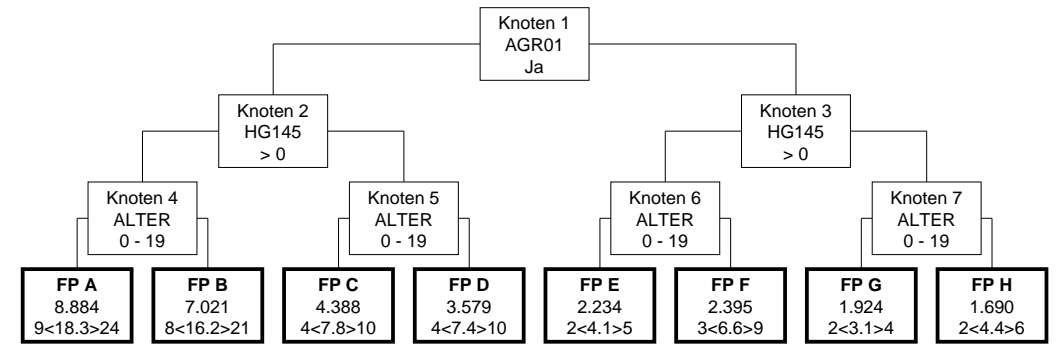 Knoten 1
AGR01
Ja
Knoten 2
HG145
> 0
Knoten 3
HG145
> 0
Knoten 4
ALTER
0 - 19
Knoten 5
ALTER
0 - 19
Knoten 6
ALTER
0 - 19
Knoten 7
ALTER
0 - 19
FP A
8.884
9<18.3>24
FP B
7.021
8<16.2>21
FP C
4.388
4<7.8>10
FP D
3.579
4<7.4>10
FP E
2.234
2<4.1>5
FP F
2.395
3<6.6>9
FP G
1.924
2<3.1>4
FP H
1.690
2<4.4>6